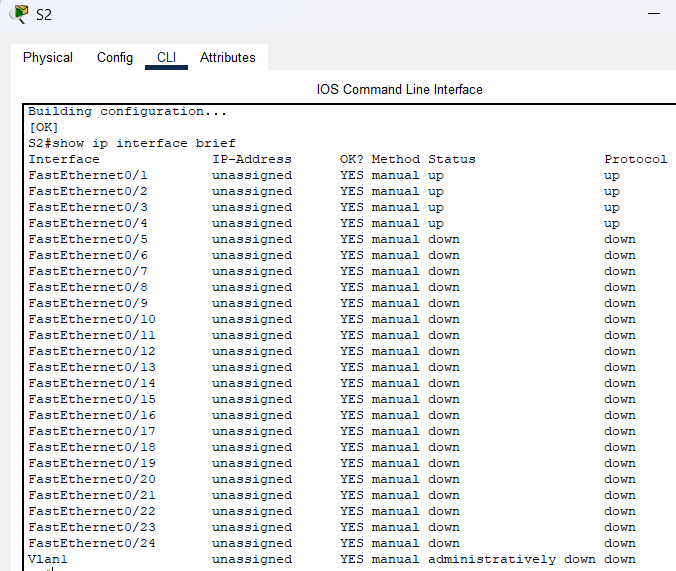 S2
Physical Config CLI Attributes
IOS Command Line Interface
Building configuration...
[OK]
S2#show ip interface brief
Interface IP-Address OK? Method Status Protocol
FastEthernet0/1 unassigned YES manual up up
FastEthernet0/2 unassigned YES manual up up
FastEthernet0/3 unassigned YES manual up up
FastEthernet0/4 unassigned YES manual up up
FastEthernet0/5 unassigned YES manual down down
FastEthernet0/6 unassigned YES manual down down
FastEthernet0/7 unassigned YES manual down down
FastEthernet0/8 unassigned YES manual down down
FastEthernet0/9 unassigned YES manual down down
FastEthernet0/10 unassigned YES manual down down
FastEthernet0/11 unassigned YES manual down down
FastEthernet0/12 unassigned YES manual down down
FastEthernet0/13 unassigned YES manual down down
FastEthernet0/14 unassigned YES manual down down
FastEthernet0/15 unassigned YES manual down down
FastEthernet0/16 unassigned YES manual down down
FastEthernet0/17 unassigned YES manual down down
FastEthernet0/18 unassigned YES manual down down
FastEthernet0/19 unassigned YES manual down down
FastEthernet0/20 unassigned YES manual down down
FastEthernet0/21 unassigned YES manual down down
FastEthernet0/22 unassigned YES manual down down
FastEthernet0/23 unassigned YES manual down down
FastEthernet0/24 unassigned YES manual down down
Vlan1 unassigned YES manual administratively down down